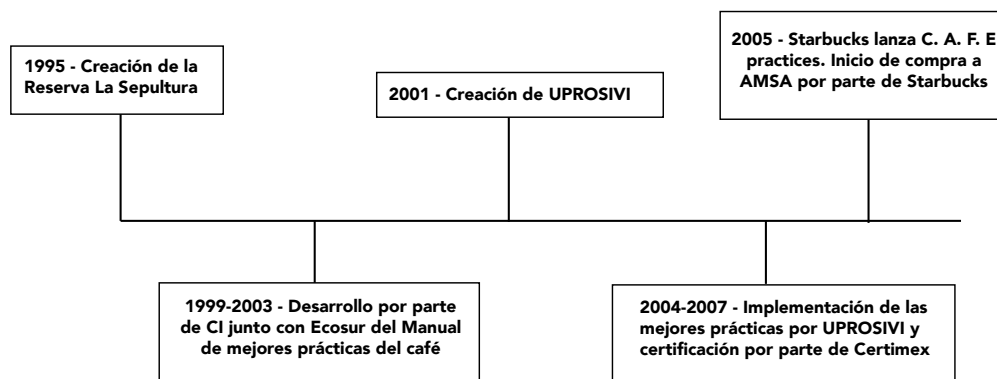 1995 - Creación de la
Reserva La Sepultura
2001 - Creación de UPROSIVI
2005 - Starbucks lanza C. A. F. E
practices. Inicio de compra a
AMSA por parte de Starbucks
1999-2003 - Desarrollo por parte
de CI junto con Ecosur del Manual
de mejores prácticas del café
2004-2007 - Implementación de las
mejores prácticas por UPROSIVI y
certificación por parte de Certimex